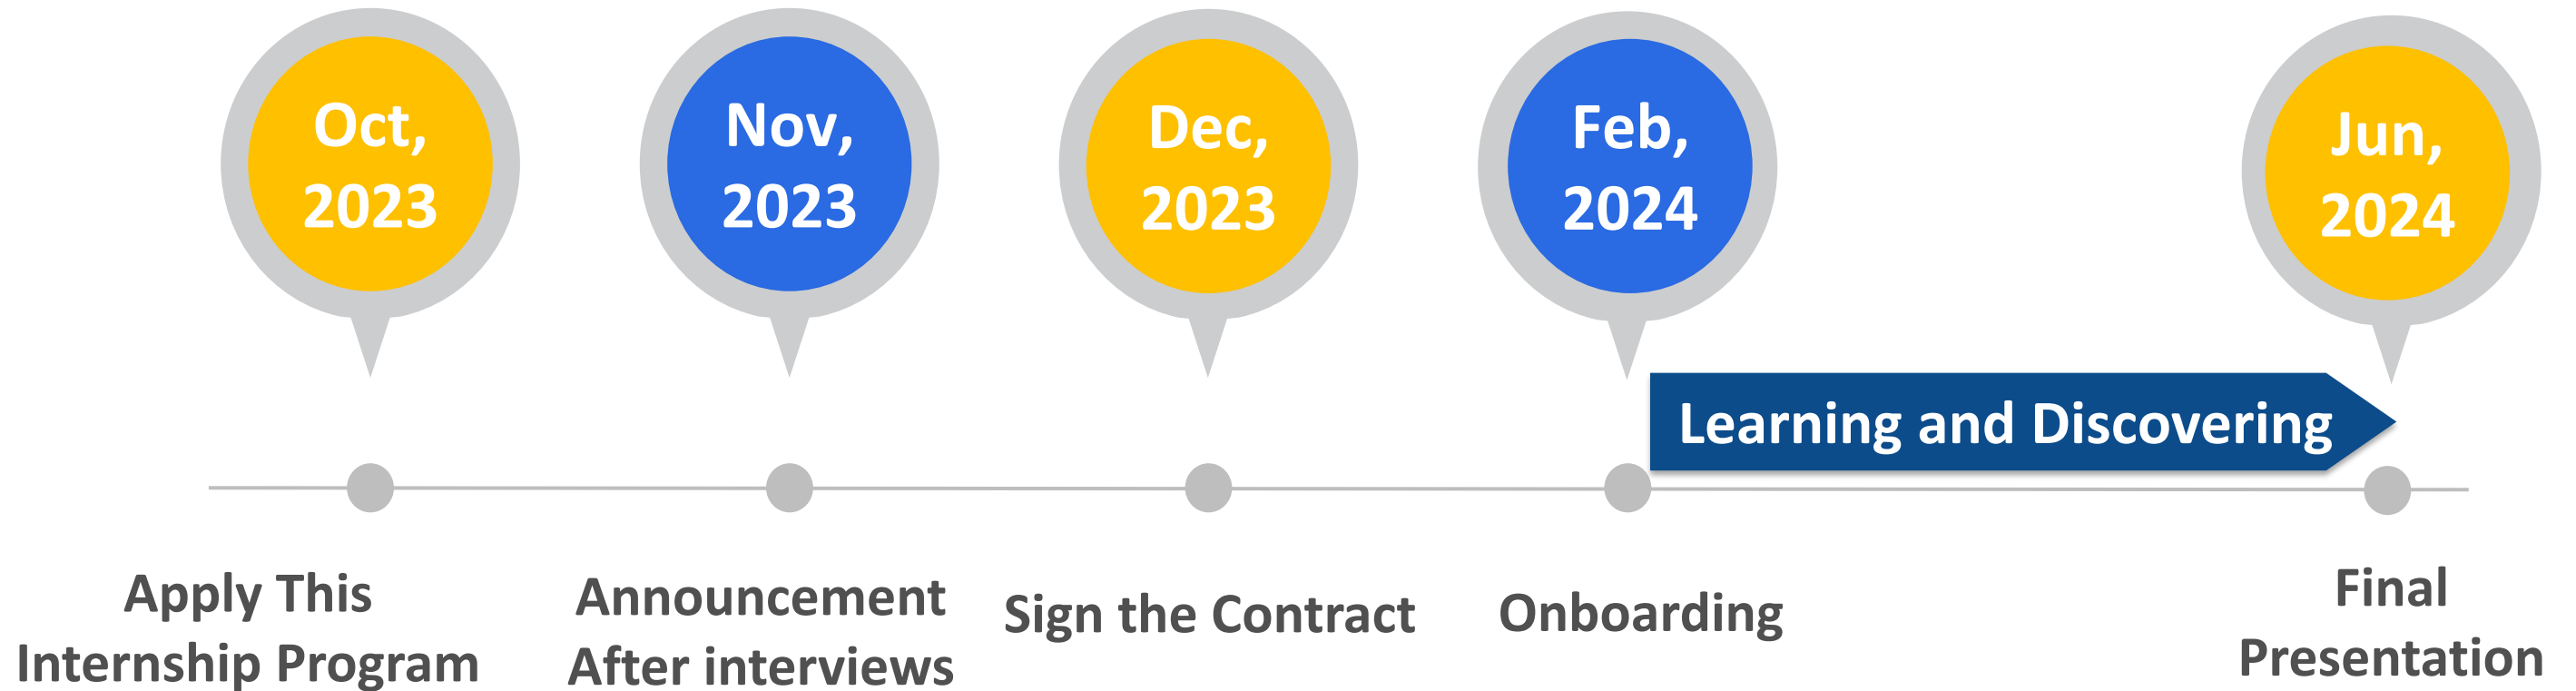 Oct,
2023
Nov,
2023
Dec,
2023
Feb,
2024
Jun,
2024
Learning and Discovering
Apply This
Internship Program
Announcement
After interviews
Sign the Contract
Onboarding
Final
Presentation